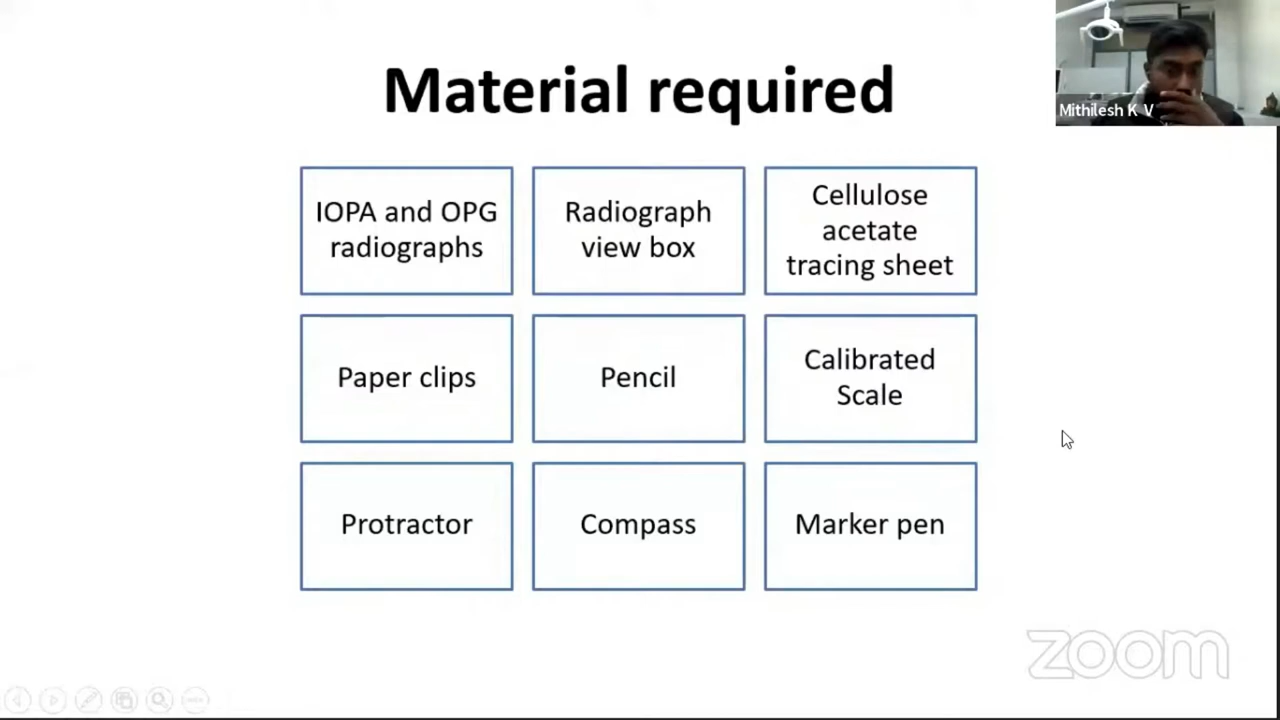 Material required
Mithilesh K V
IOPA and OPG
radiographs
Radiograph
view box
Cellulose
acetate
tracing sheet
Paper clips
Pencil
Calibrated
Scale
Protractor
Compass
Marker pen
zoom